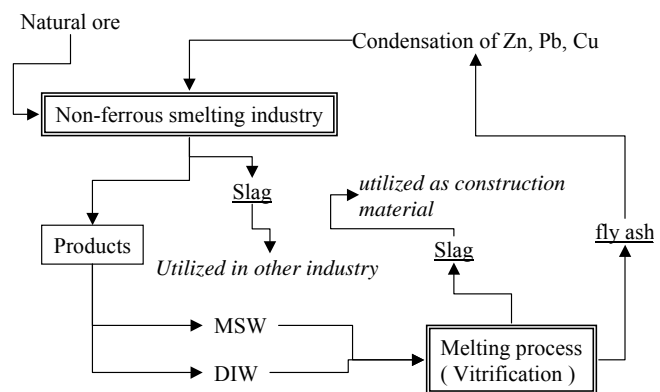 Natural ore
Condensation of Zn, Pb, Cu
Non-ferrous smelting industry
Slag
utilized as construction
material
Products
Slag
fly ash
Utilized in other industry
MSW
DIW
Melting process
( Vitrification )